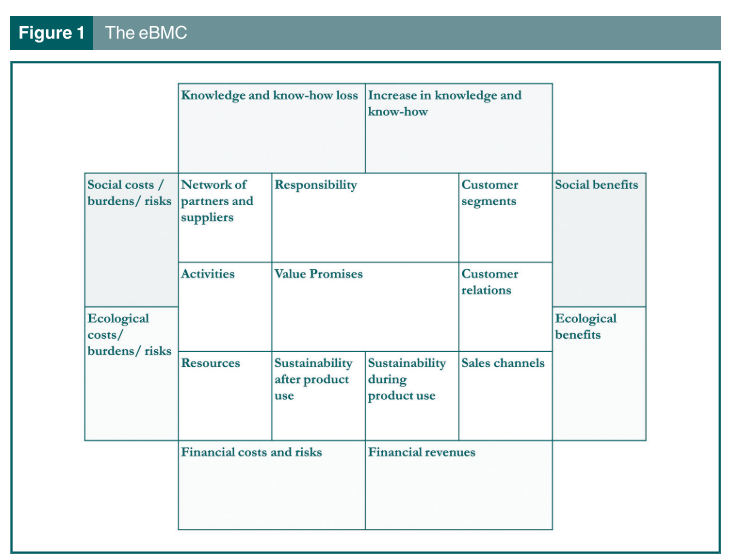 Figure 1 The eBMC
Knowledge and know-how loss
Increase in knowledge and
know-how
Social costs /
burdens/ risks
Network of
partners and
suppliers
Responsibility
Customer
segments
Social benefits
Activities
Value Promises
Customer
relations
Ecological
costs/
burdens/ risks
Ecological
benefits
Resources
Sustainability
after product
use
Sustainability
during
product use
Sales channels
Financial costs and risks
Financial revenues